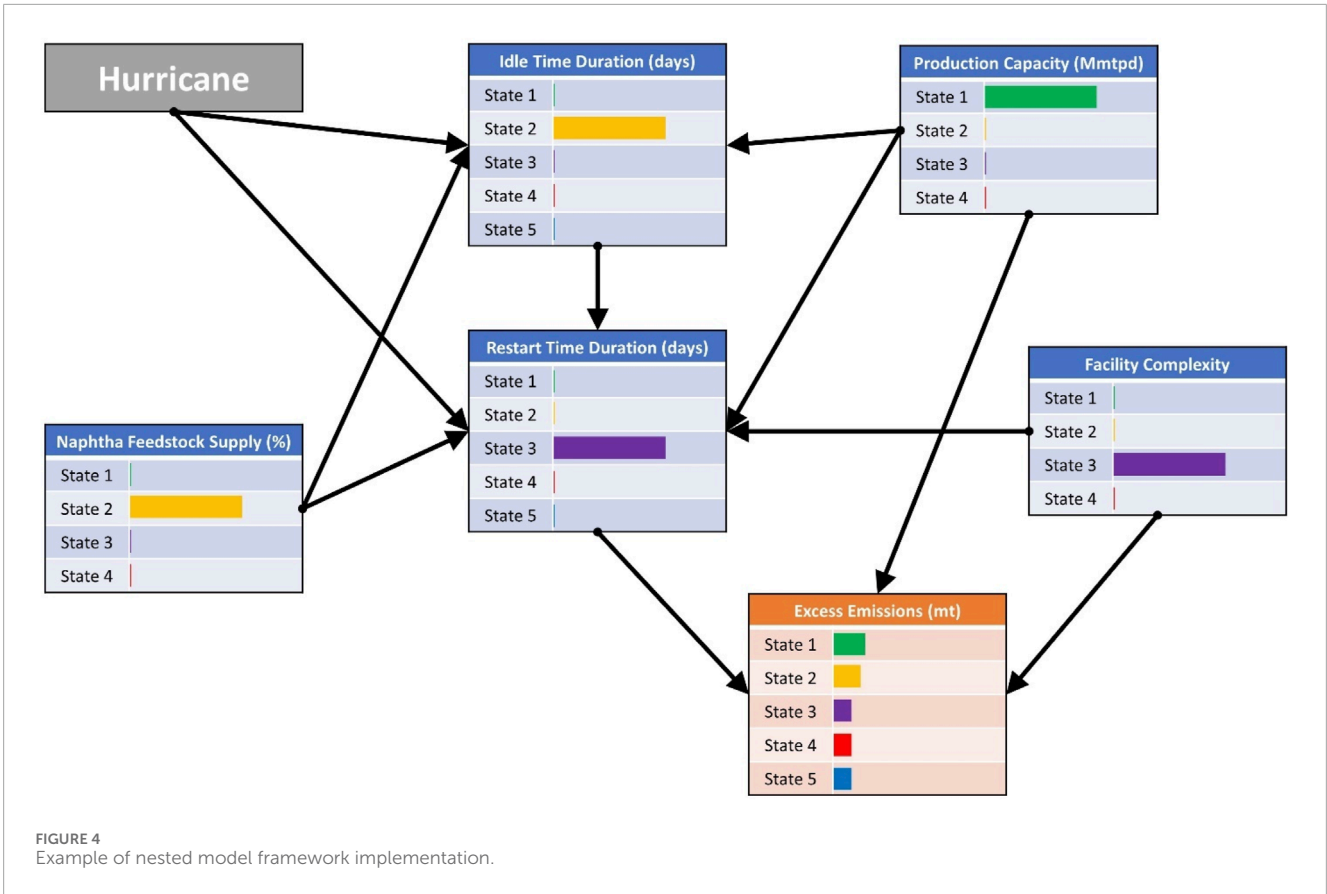 Hurricane
Idle Time Duration (days)
State 1
State 2
State 3
State 4
State 5
Production Capacity (Mmtpd)
State 1
State 2
State 3
State 4
Restart Time Duration (days)
State 1
State 2
State 3
State 4
State 5
Facility Complexity
State 1
State 2
State 3
State 4
Naphtha Feedstock Supply (%)
State 1
State 2
State 3
State 4
Excess Emissions (mt)
State 1
State 2
State 3
State 4
State 5
FIGURE 4
Example of nested model framework implementation.